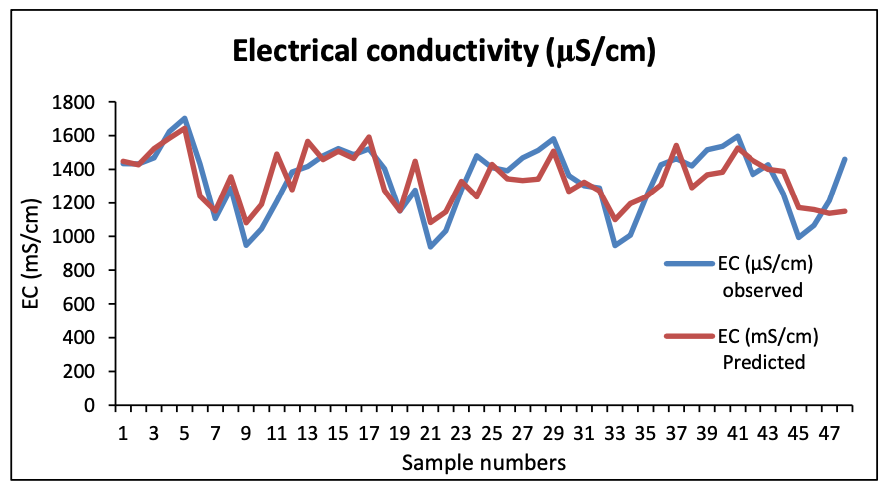 Electrical conductivity (µS/cm)
1800
1600
1400
1200
1000
800
600
400
200
0
EC (mS/cm)
EC (µS/cm)
observed
EC (mS/cm)
Predicted
1 3 5 7 9 11 13 15 17 19 21 23 25 27 29 31 33 35 37 39 41 43 45 47
Sample numbers